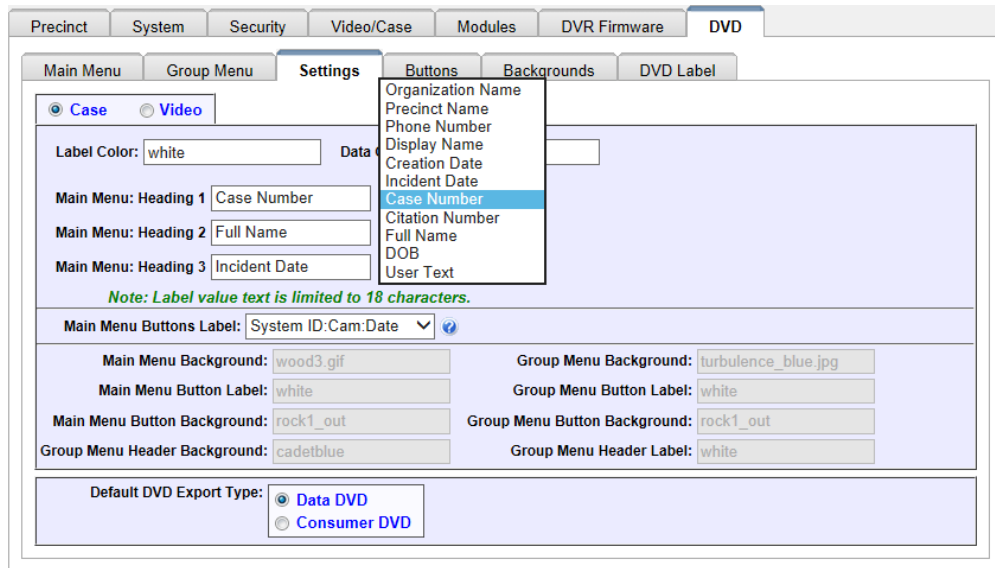 Precinct System Security Video/Case Modules DVR Firmware DVD
Main Menu Group Menu Settings Buttons Backgrounds DVD Label
Case Video
Organization Name
Precinct Name
Phone Number
Display Name
Creation Date
Incident Date
Case Number
Citation Number
Full Name
DOB
User Text
Label Color: white Data
Main Menu: Heading 1 Case Number
Main Menu: Heading 2 Full Name
Main Menu: Heading 3 Incident Date
Note: Label value text is limited to 18 characters.
Main Menu Buttons Label: System ID:Cam:Date ?
Main Menu Background: wood3.gif Group Menu Background: turbulence_blue.jpg
Main Menu Button Label: white Group Menu Button Label: white
Main Menu Button Background: rock1_out Group Menu Button Background: rock1_out
Group Menu Header Background: cadetblue Group Menu Header Label: white
Default DVD Export Type: Data DVD
Consumer DVD